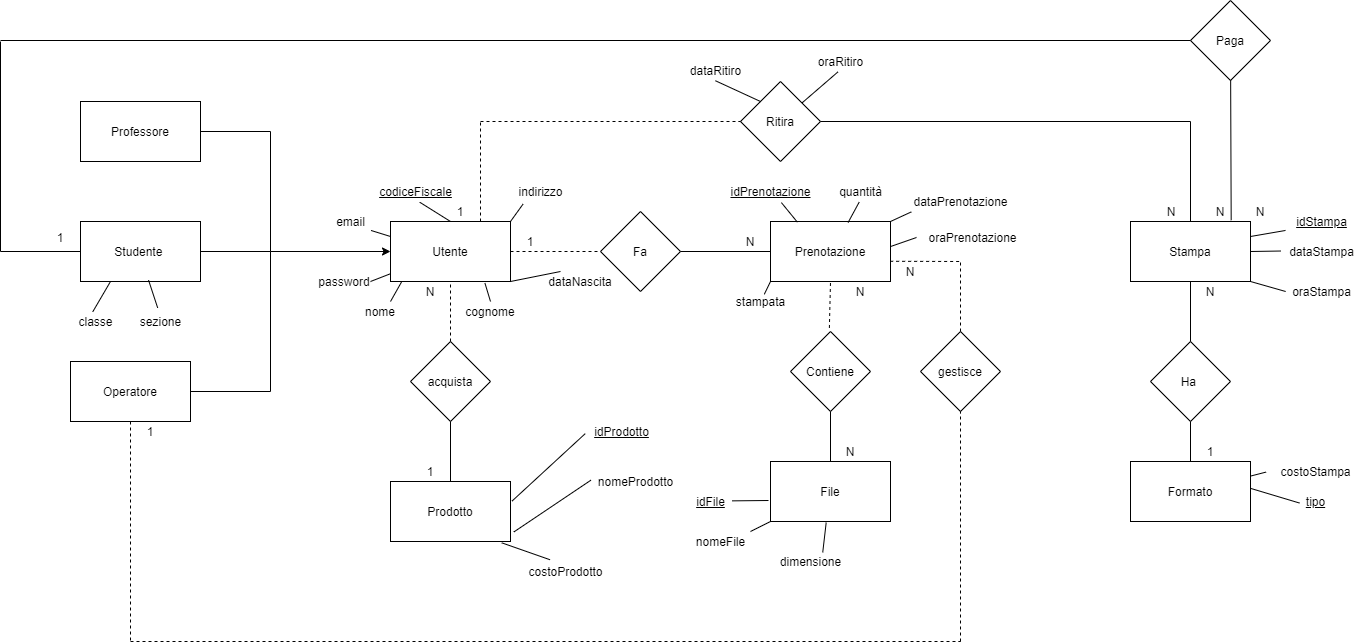 Paga
oraRitiro
dataRitiro
Ritira
Professore
codiceFiscale
indirizzo
idPrenotazione
quantità
dataPrenotazione
email
1
N
N
N
idStampa
1
Studente
Utente
1
Fa
N
Prenotazione
oraPrenotazione
Stampa
dataStampa
password
N
dataNascita
N
N
N
oraStampa
nome
cognome
stampata
classe
sezione
acquista
Contiene
gestisce
Ha
Operatore
1
idProdotto
N
1
1
nomeProdotto
costoStampa
Prodotto
idFile
File
Formato
tipo
nomeFile
dimensione
costoProdotto